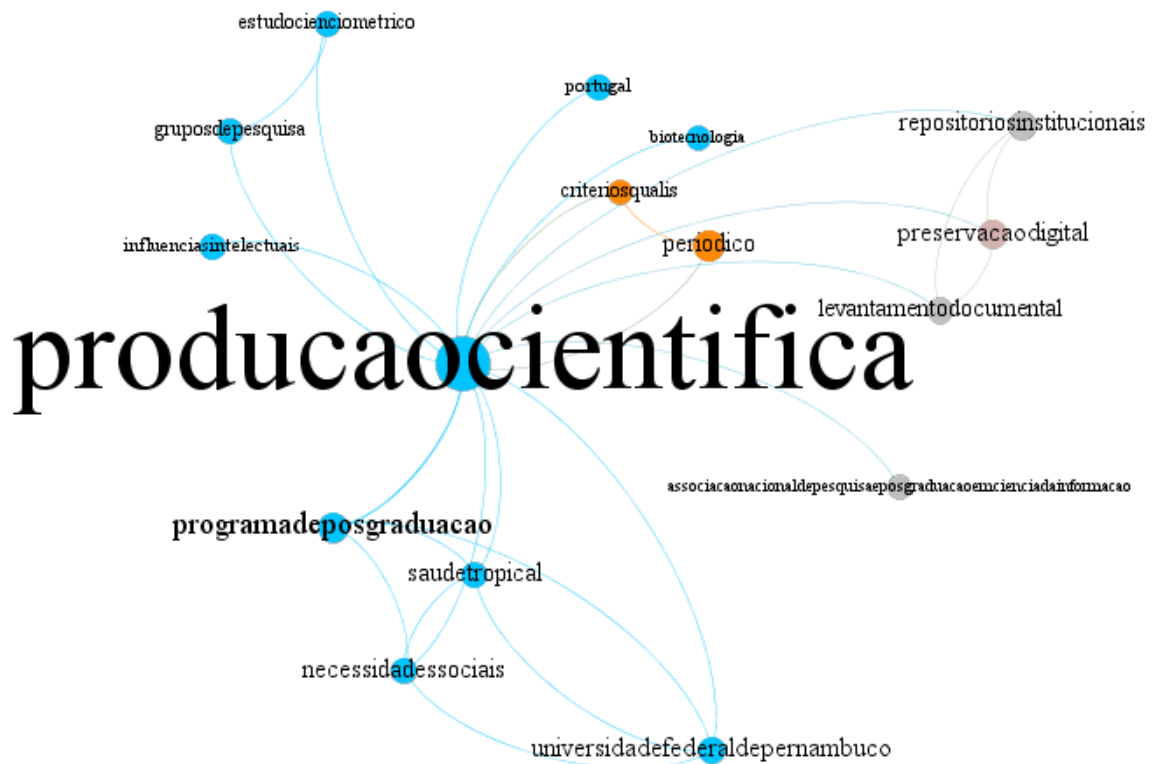 estudocienciometrico
portugal
gruposdepesquisa
repositoriosinstitucionais
biotecnologia
criteriosqualis
influenciasintelectuais
periodico
preservacaodigital
levantamentodocumental
producaocientifica
associacaonacionaldepesquisaeposgraduacaoemcienciadainformacao
programadeposgraduacao
saudetropical
necessidadessociais
universidadefederaldepernambuco